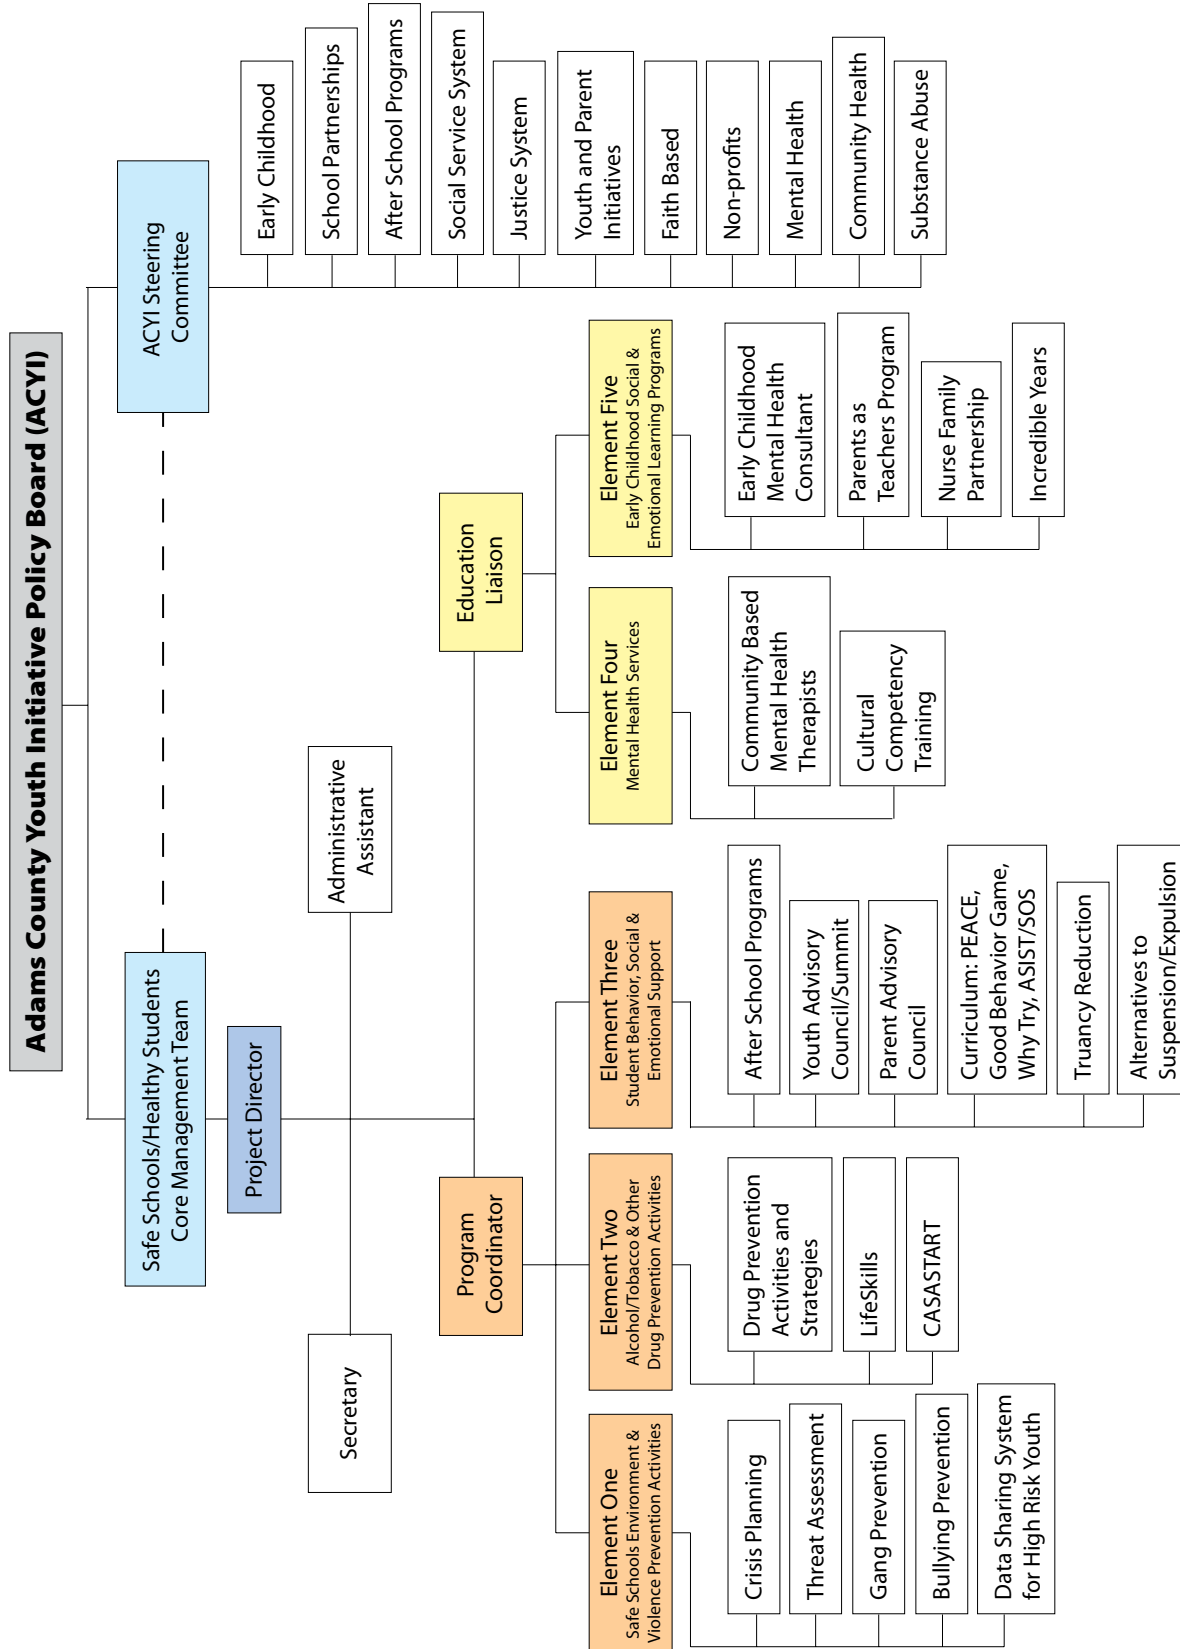 Adams County Youth Initiative Policy Board (ACYI)
Safe Schools/Healthy Students
Core Management Team
ACYI Steering
Committee
Project Director
Secretary
Administrative
Assistant
Program
Coordinator
Education
Liaison
Element One
Safe Schools Environment &
Violence Prevention Activities
Crisis Planning
Threat Assessment
Gang Prevention
Bullying Prevention
Data Sharing System
for High Risk Youth
Element Two
Alcohol/Tobacco & Other
Drug Prevention Activities
Drug Prevention
Activities and
Strategies
LifeSkills
CASASTART
Element Three
Student Behavior, Social &
Emotional Support
After School Programs
Youth Advisory
Council/Summit
Parent Advisory
Council
Curriculum: PEACE,
Good Behavior Game,
Why Try, ASIST/SOS
Truancy Reduction
Alternatives to
Suspension/Expulsion
Element Four
Mental Health Services
Community Based
Mental Health
Therapists
Cultural
Competency
Training
Element Five
Early Childhood Social &
Emotional Learning Programs
Early Childhood
Mental Health
Consultant
Parents as
Teachers Program
Nurse Family
Partnership
Incredible Years
Early Childhood
School Partnerships
After School Programs
Social Service System
Justice System
Youth and Parent
Initiatives
Faith Based
Non-profits
Mental Health
Community Health
Substance Abuse